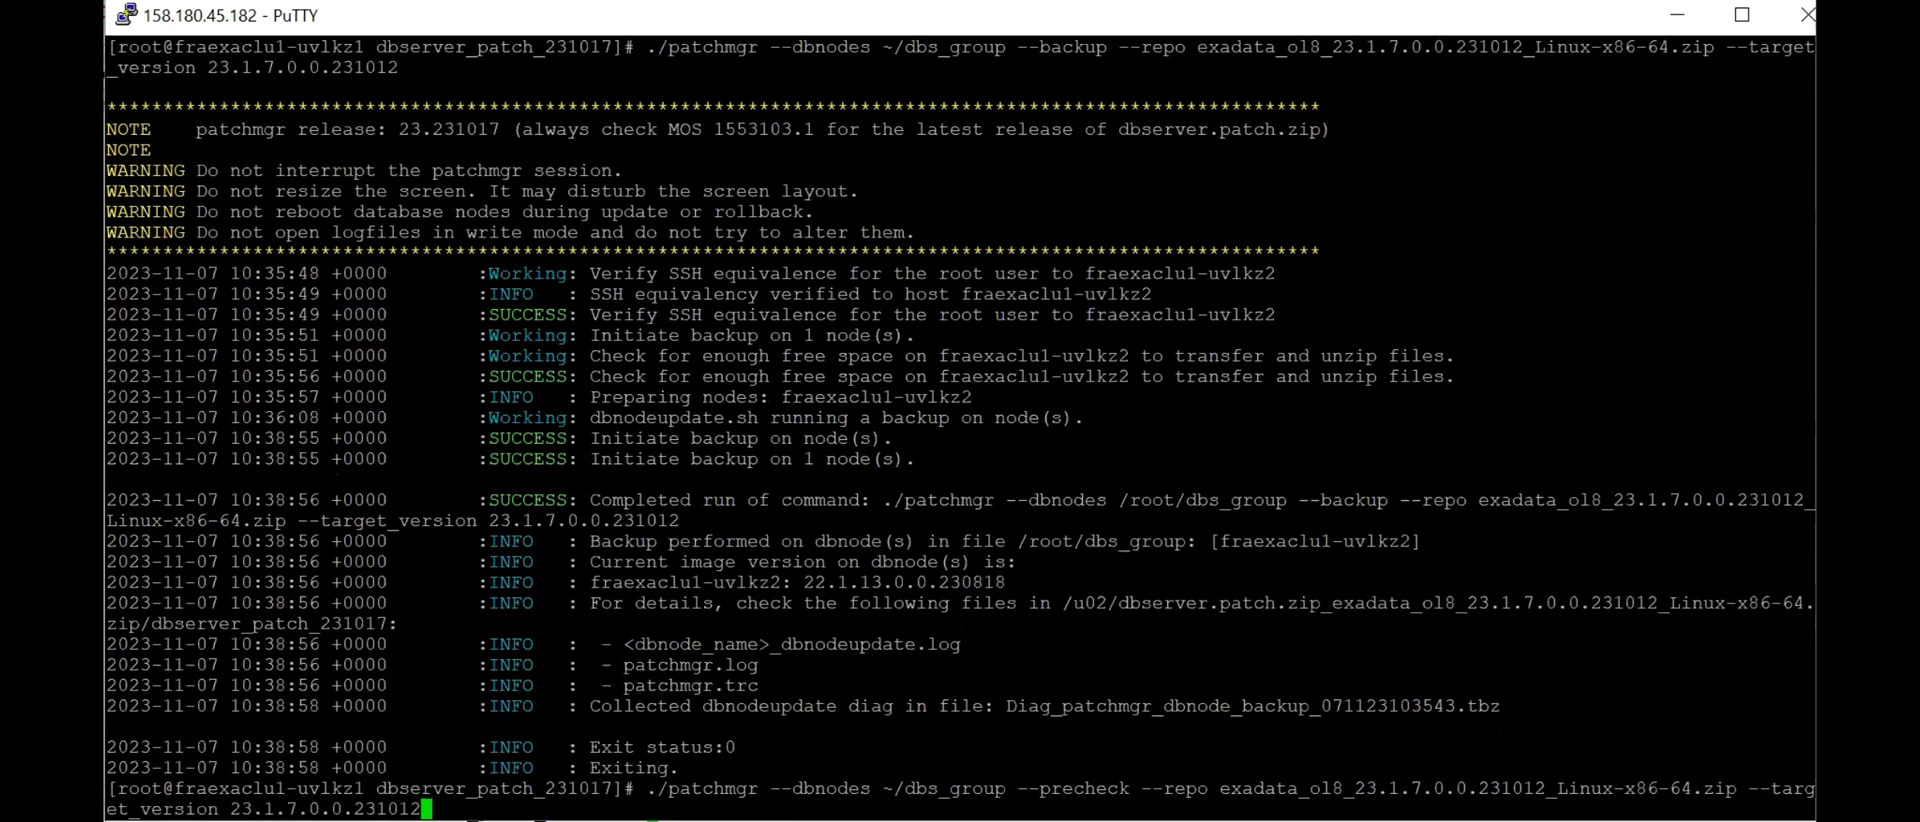 158.180.45.182 - PuTTY
[root@fraexaclu1-uvlkz1 dbserver_patch_231017]# ./patchmgr --dbnodes ~/dbs_group --backup --repo exadata_ol8_23.1.7.0.0.231012_Linux-x86-64.zip --target
_version 23.1.7.0.0.231012
************************************************************************************************************
NOTE    patchmgr release: 23.231017 (always check MOS 1553103.1 for the latest release of dbserver.patch.zip)
NOTE
WARNING Do not interrupt the patchmgr session.
WARNING Do not resize the screen. It may disturb the screen layout.
WARNING Do not reboot database nodes during update or rollback.
WARNING Do not open logfiles in write mode and do not try to alter them.
************************************************************************************************************
2023-11-07 10:35:48 +0000        :Working: Verify SSH equivalence for the root user to fraexaclu1-uvlkz2
2023-11-07 10:35:49 +0000        :INFO   : SSH equivalency verified to host fraexaclu1-uvlkz2
2023-11-07 10:35:49 +0000        :SUCCESS: Verify SSH equivalence for the root user to fraexaclu1-uvlkz2
2023-11-07 10:35:51 +0000        :Working: Initiate backup on 1 node(s).
2023-11-07 10:35:51 +0000        :Working: Check for enough free space on fraexaclu1-uvlkz2 to transfer and unzip files.
2023-11-07 10:35:56 +0000        :SUCCESS: Check for enough free space on fraexaclu1-uvlkz2 to transfer and unzip files.
2023-11-07 10:35:57 +0000        :INFO   : Preparing nodes: fraexaclu1-uvlkz2
2023-11-07 10:36:08 +0000        :Working: dbnodeupdate.sh running a backup on node(s).
2023-11-07 10:38:55 +0000        :SUCCESS: Initiate backup on node(s).
2023-11-07 10:38:55 +0000        :SUCCESS: Initiate backup on 1 node(s).
2023-11-07 10:38:56 +0000        :SUCCESS: Completed run of command: ./patchmgr --dbnodes /root/dbs_group --backup --repo exadata_ol8_23.1.7.0.0.231012_
Linux-x86-64.zip --target_version 23.1.7.0.0.231012
2023-11-07 10:38:56 +0000        :INFO   : Backup performed on dbnode(s) in file /root/dbs_group: [fraexaclu1-uvlkz2]
2023-11-07 10:38:56 +0000        :INFO   : Current image version on dbnode(s) is:
2023-11-07 10:38:56 +0000        :INFO   : fraexaclu1-uvlkz2: 22.1.13.0.0.230818
2023-11-07 10:38:56 +0000        :INFO   : For details, check the following files in /u02/dbserver.patch.zip_exadata_ol8_23.1.7.0.0.231012_Linux-x86-64.
zip/dbserver_patch_231017:
2023-11-07 10:38:56 +0000        :INFO   :  - <dbnode_name>_dbnodeupdate.log
2023-11-07 10:38:56 +0000        :INFO   :  - patchmgr.log
2023-11-07 10:38:56 +0000        :INFO   :  - patchmgr.trc
2023-11-07 10:38:58 +0000        :INFO   : Collected dbnodeupdate diag in file: Diag_patchmgr_dbnode_backup_071123103543.tbz
2023-11-07 10:38:58 +0000        :INFO   : Exit status:0
2023-11-07 10:38:58 +0000        :INFO   : Exiting.
[root@fraexaclu1-uvlkz1 dbserver_patch_231017]# ./patchmgr --dbnodes ~/dbs_group --precheck --repo exadata_ol8_23.1.7.0.0.231012_Linux-x86-64.zip --targ
et_version 23.1.7.0.0.231012